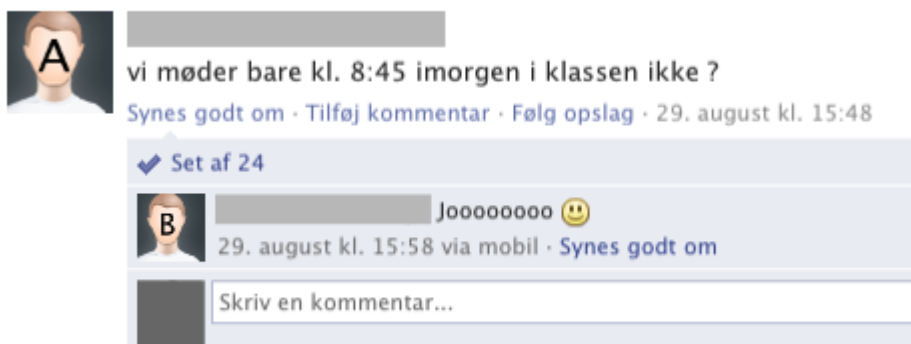 A
vi møder bare kl. 8:45 imorgen i klassen ikke ?
Synes godt om · Tilføj kommentar · Følg opslag · 29. august kl. 15:48
Set af 24
B
Joooooooo
29. august kl. 15:58 via mobil · Synes godt om
Skriv en kommentar...